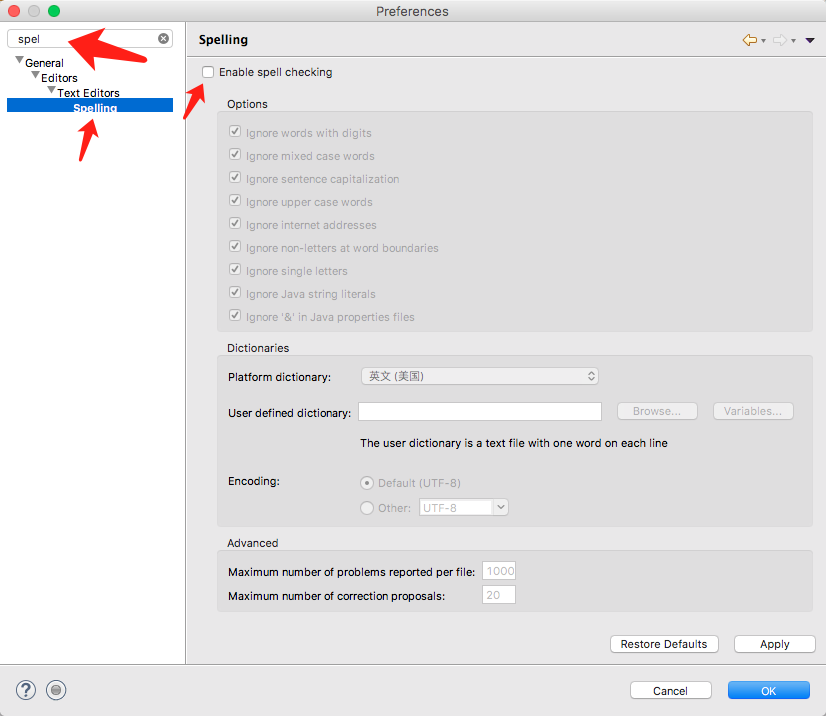 Preferences
spel
General
Editors
Text Editors
Spelling
Spelling
Enable spell checking
Options
Ignore words with digits
Ignore mixed case words
Ignore sentence capitalization
Ignore upper case words
Ignore internet addresses
Ignore non-letters at word boundaries
Ignore single letters
Ignore Java string literals
Ignore '&' in Java properties files
Dictionaries
Platform dictionary: 英文 (美国)
User defined dictionary: Browse... Variables...
The user dictionary is a text file with one word on each line
Encoding: Default (UTF-8)
Other: UTF-8
Advanced
Maximum number of problems reported per file: 1000
Maximum number of correction proposals: 20
Restore Defaults Apply
? Cancel OK